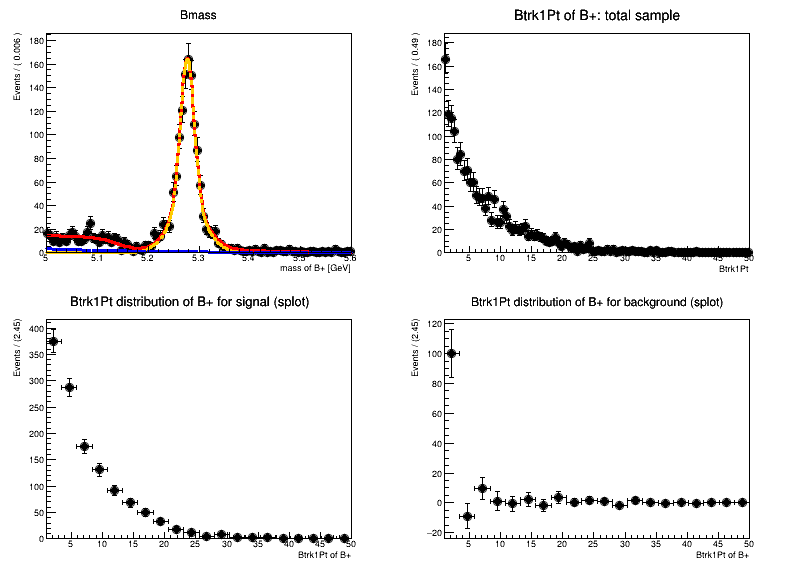 Bmass
Events / ( 0.006 )
180
160
140
120
100
80
60
40
20
0
5 5.1 5.2 5.3 5.4 5.5 5.6
mass of B+ [GeV]
Btrk1Pt of B+: total sample
Events / ( 0.49 )
180
160
140
120
100
80
60
40
20
0
5 10 15 20 25 30 35 40 45 50
Btrk1Pt
Btrk1Pt distribution of B+ for signal (splot)
Events / (2.45)
400
350
300
250
200
150
100
50
0
5 10 15 20 25 30 35 40 45 50
Btrk1Pt of B+
Btrk1Pt distribution of B+ for background (splot)
Events / (2.45)
120
100
80
60
40
20
0
−20
5 10 15 20 25 30 35 40 45 50
Btrk1Pt of B+